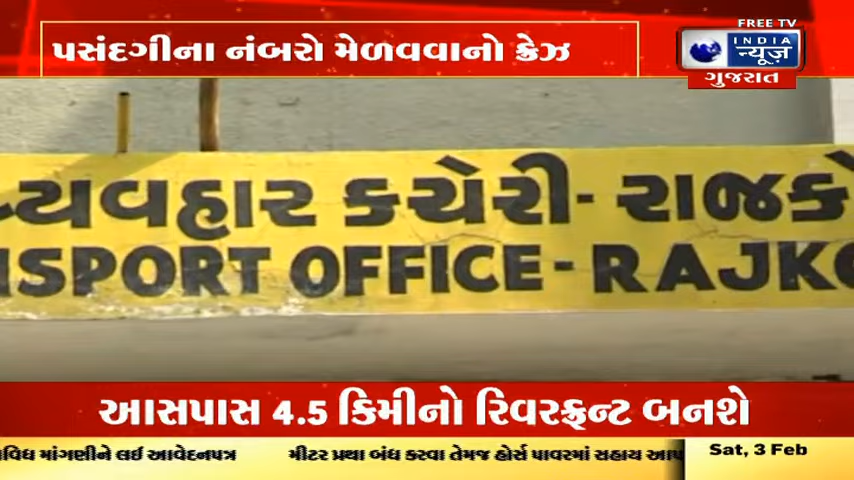 FREE TV
પસંદગીના નંબરો મેળવવાનો ક્રેઝ
INDIA
न्यूज़
ગુજરાત
વ્યવહાર કચેરી - રાજકો
NSPORT OFFICE - RAJKO
આસપાસ 4.5 કિમીનો રિવરફ્રન્ટ બનશે
વિધ માંગણીને લઈ આવેદનપત્ર મીટર પ્રથા બંધ કરવા તેમજ હોર્સ પાવરમાં સહાય આપ
Sat, 3 Feb